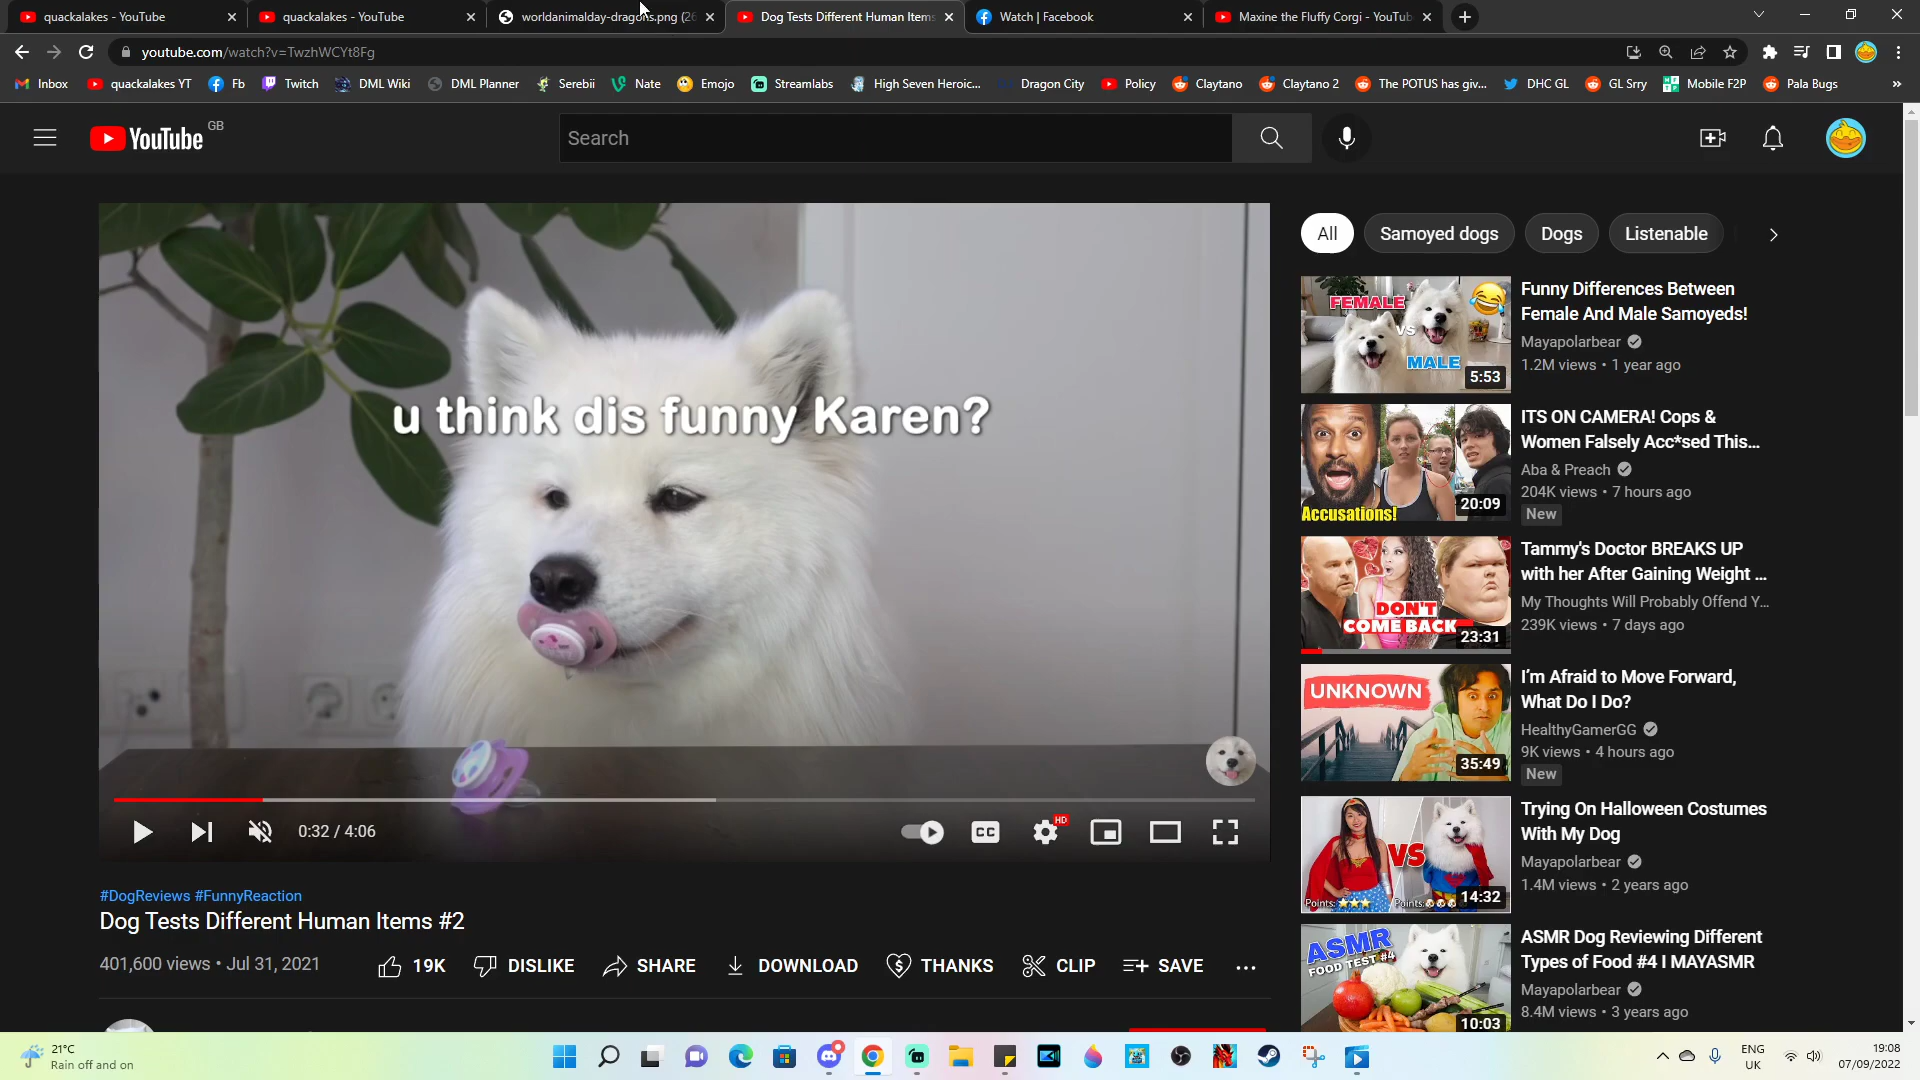 quackalakes - YouTube
quackalakes - YouTube
worldanimalday-dragons.png (26
Dog Tests Different Human Items
Watch | Facebook
Maxine the Fluffy Corgi - YouTub
youtube.com/watch?v=TwzhWCYt8Fg
Inbox
quackalakes YT
Fb
Twitch
DML Wiki
DML Planner
Serebii
Nate
Emojo
Streamlabs
High Seven Heroic...
Dragon City
Policy
Claytano
Claytano 2
The POTUS has giv...
DHC GL
GL Srry
Mobile F2P
Pala Bugs
YouTube GB
Search
u think dis funny Karen?
0:32 / 4:06
CC
HD
#DogReviews #FunnyReaction
Dog Tests Different Human Items #2
401,600 views • Jul 31, 2021
19K
DISLIKE
SHARE
DOWNLOAD
THANKS
CLIP
SAVE
All
Samoyed dogs
Dogs
Listenable
FEMALE
VS
MALE
5:53
Funny Differences Between
Female And Male Samoyeds!
Mayapolarbear
1.2M views • 1 year ago
Accusations!
20:09
ITS ON CAMERA! Cops &
Women Falsely Acc*sed This...
Aba & Preach
204K views • 7 hours ago
New
DON'T
COME BACK
23:31
Tammy's Doctor BREAKS UP
with her After Gaining Weight ...
My Thoughts Will Probably Offend Y...
239K views • 7 days ago
UNKNOWN
35:49
I'm Afraid to Move Forward,
What Do I Do?
HealthyGamerGG
9K views • 4 hours ago
New
VS
Points:
Points:
14:32
Trying On Halloween Costumes
With My Dog
Mayapolarbear
1.4M views • 2 years ago
ASMR
FOOD TEST #4
10:03
ASMR Dog Reviewing Different
Types of Food #4 I MAYASMR
Mayapolarbear
8.4M views • 3 years ago
21°C
Rain off and on
ENG
UK
19:08
07/09/2022